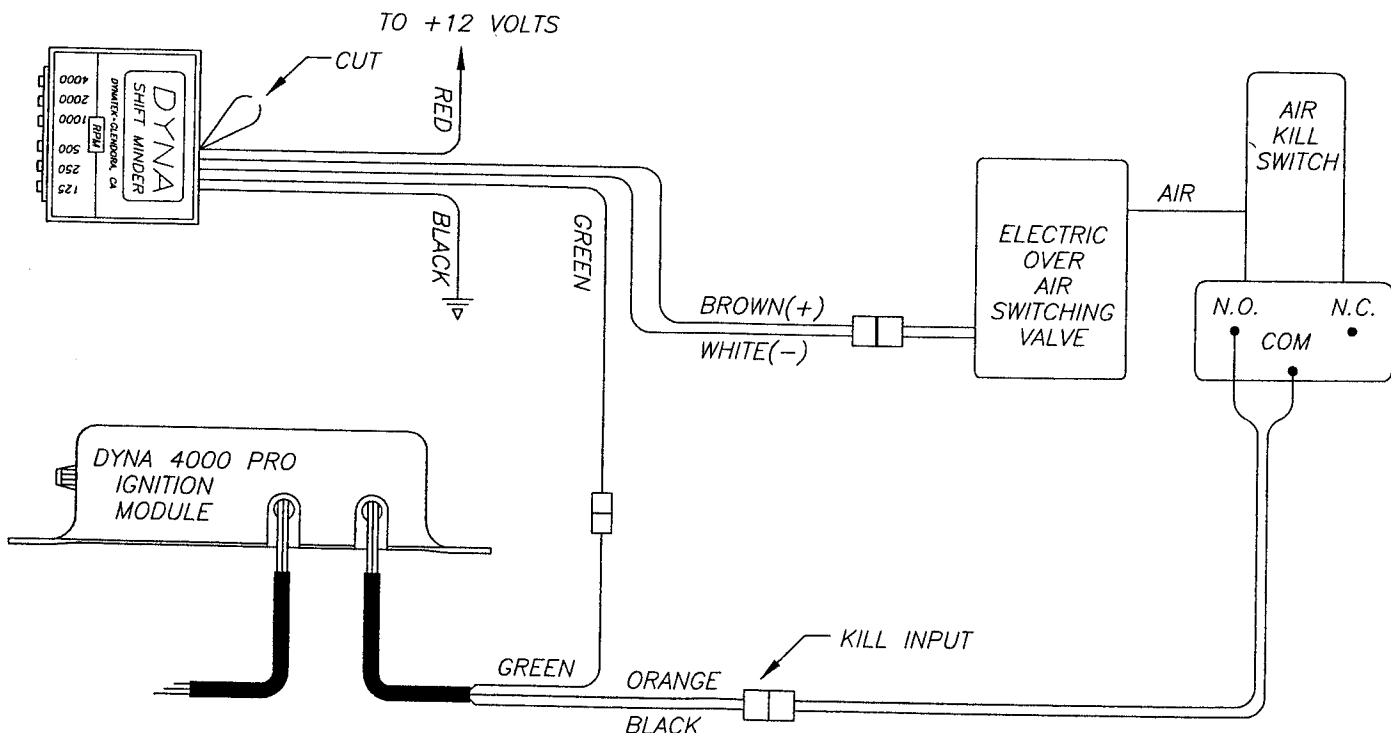 TO +12 VOLTS
CUT
DYNA
SHIFT MINDER
DYNATEK-GLENDORA, CA
RPM
4000
2000
1000
500
250
125
RED
BLACK
GREEN
BROWN(+)
WHITE(-)
ELECTRIC
OVER
AIR
SWITCHING
VALVE
AIR
AIR
KILL
SWITCH
N.O.
N.C.
COM
DYNA 4000 PRO
IGNITION
MODULE
GREEN
ORANGE
BLACK
KILL INPUT